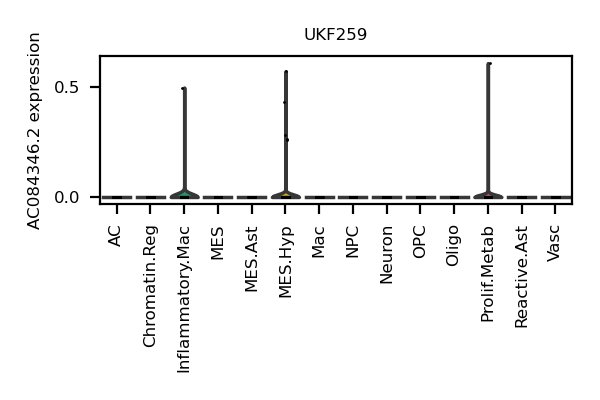 UKF259
AC084346.2 expression
0.5
0.0
AC
Chromatin.Reg
Inflammatory.Mac
MES
MES.Ast
MES.Hyp
Mac
NPC
Neuron
OPC
Oligo
Prolif.Metab
Reactive.Ast
Vasc